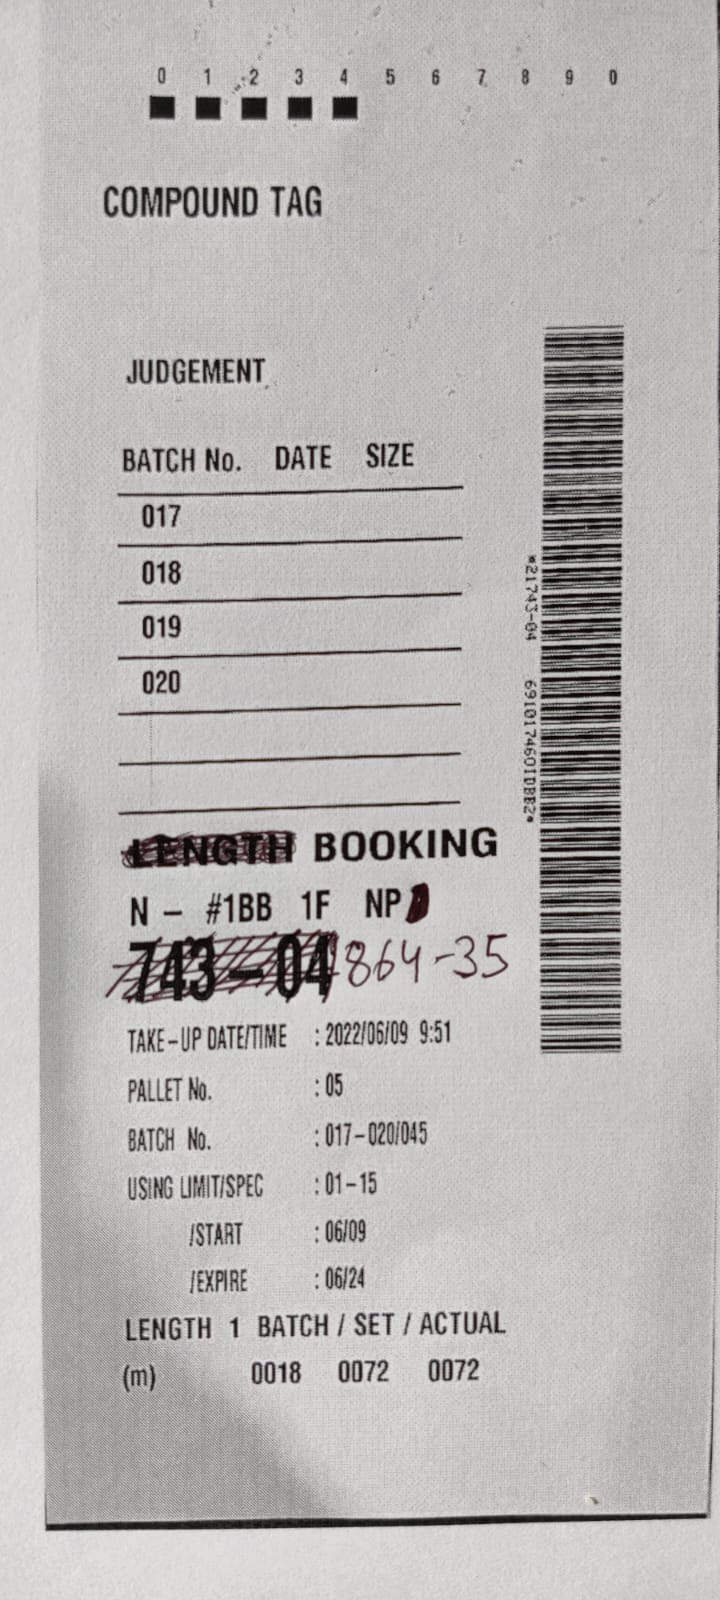 0 1 2 3 4 5 6 7 8 9 0
COMPOUND TAG
JUDGEMENT
BATCH No. DATE SIZE
017
018
019
020
LENGTH BOOKING
N - #1BB 1F NP
743-04 864-35
TAKE-UP DATE/TIME : 2022/06/09 9:51
PALLET No. : 05
BATCH No. : 017-020/045
USING LIMIT/SPEC : 01-15
/START : 06/09
/EXPIRE : 06/24
LENGTH 1 BATCH / SET / ACTUAL
(m) 0018 0072 0072
*21743-04 6910174601DBB2*